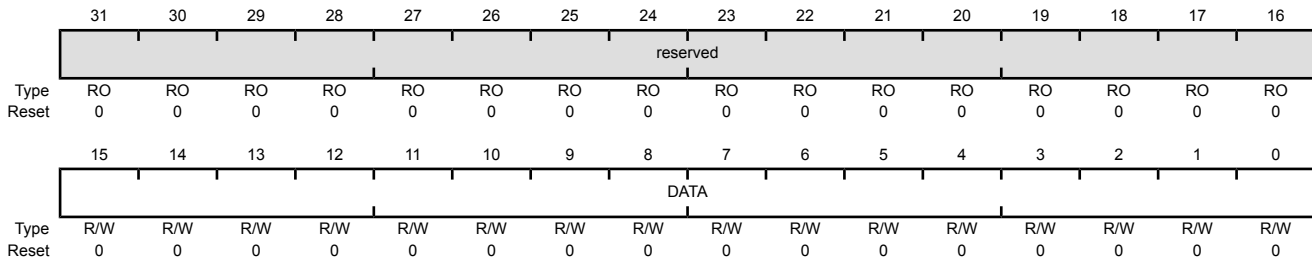 31 30 29 28 27 26 25 24 23 22 21 20 19 18 17 16
reserved
Type RO RO RO RO RO RO RO RO RO RO RO RO RO RO RO RO
Reset 0 0 0 0 0 0 0 0 0 0 0 0 0 0 0 0
15 14 13 12 11 10 9 8 7 6 5 4 3 2 1 0
DATA
Type R/W R/W R/W R/W R/W R/W R/W R/W R/W R/W R/W R/W R/W R/W R/W R/W
Reset 0 0 0 0 0 0 0 0 0 0 0 0 0 0 0 0